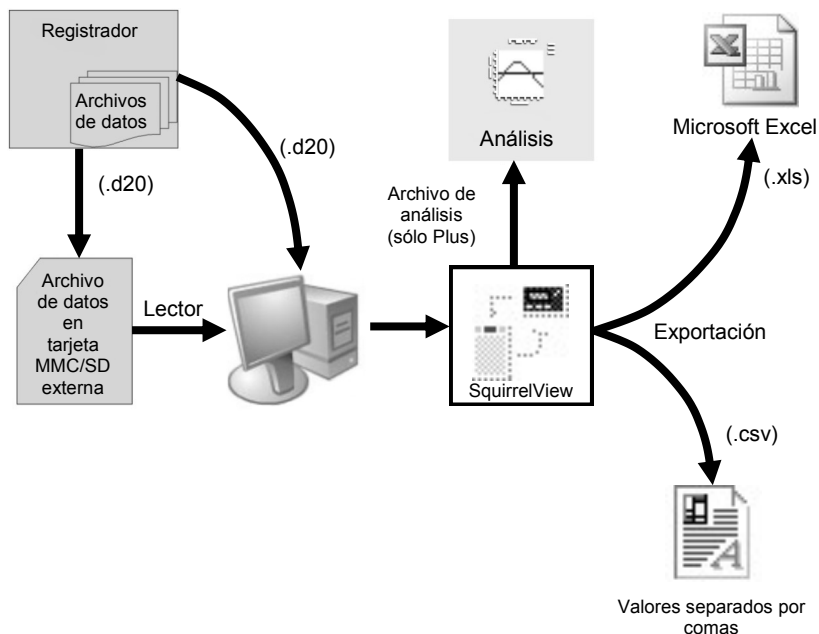 Registrador
Archivos
de datos
(.d20)
(.d20)
Archivo
de datos
en
tarjeta
MMC/SD
externa
Lector
Análisis
Archivo de
análisis
(sólo Plus)
SquirrelView
Microsoft Excel
(.xls)
Exportación
(.csv)
Valores separados por
comas